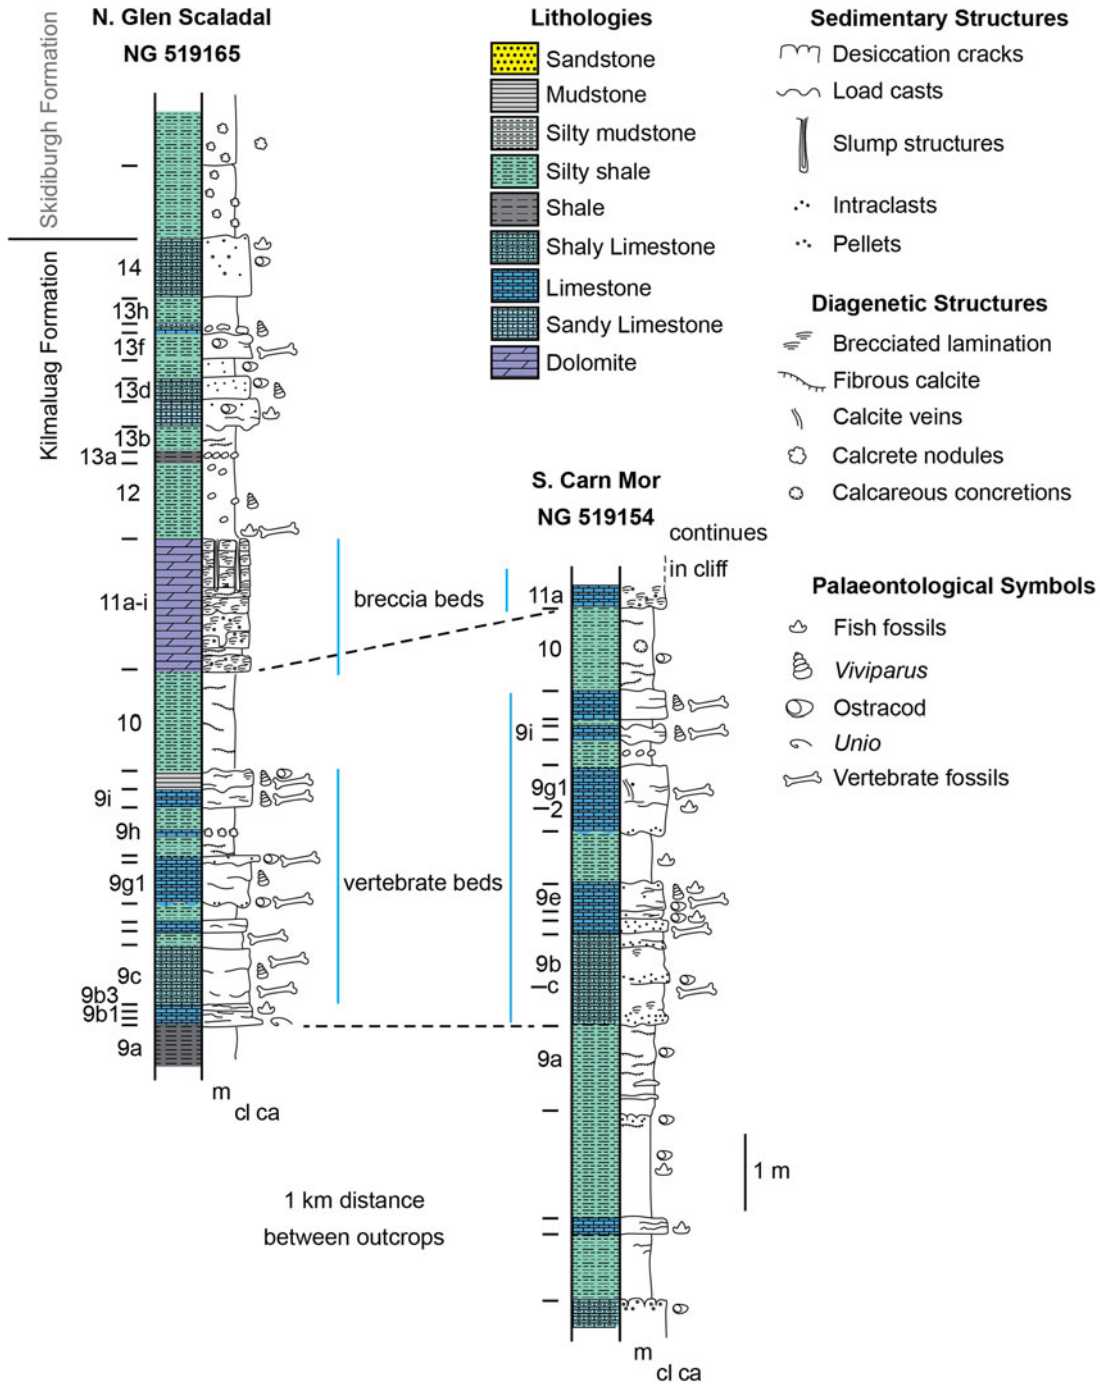 N. Glen Scaladal
NG 519165
Skidiburgh Formation
Kilmaluag Formation
14
13h
13f
13d
13b
13a
12
11a-i
10
9i
9h
9g1
9c
9b3
9b1
9a
m
cl ca
breccia beds
vertebrate beds
1 km distance
between outcrops
S. Carn Mor
NG 519154
continues
in cliff
11a
10
9i
9g1
–2
9e
9b
–c
9a
m
cl ca
1 m
Lithologies
Sandstone
Mudstone
Silty mudstone
Silty shale
Shale
Shaly Limestone
Limestone
Sandy Limestone
Dolomite
Sedimentary Structures
Desiccation cracks
Load casts
Slump structures
Intraclasts
Pellets
Diagenetic Structures
Brecciated lamination
Fibrous calcite
Calcite veins
Calcrete nodules
Calcareous concretions
Palaeontological Symbols
Fish fossils
Viviparus
Ostracod
Unio
Vertebrate fossils